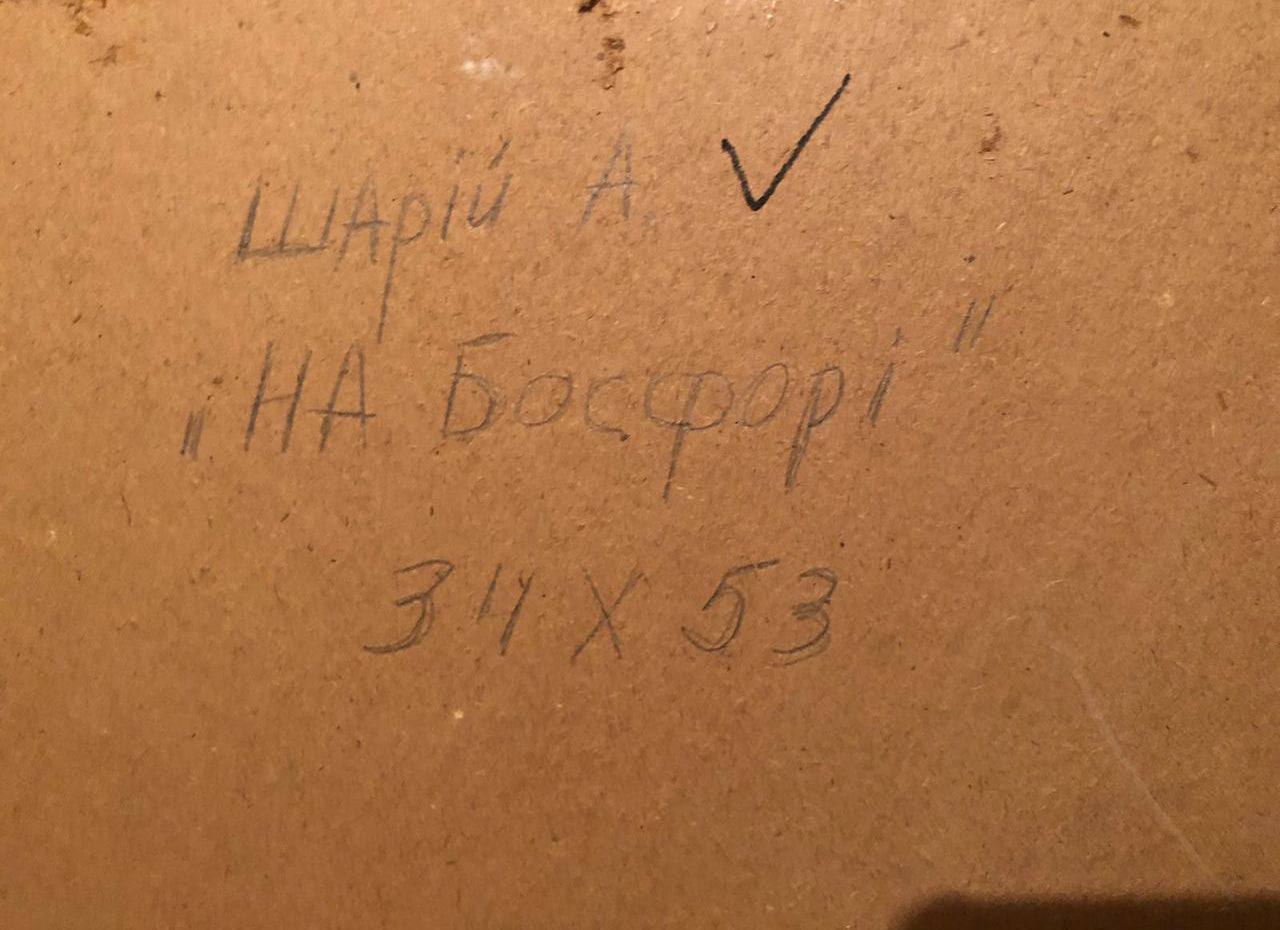 Шарій А. ✓
„НА Босфорі"
34 х 53